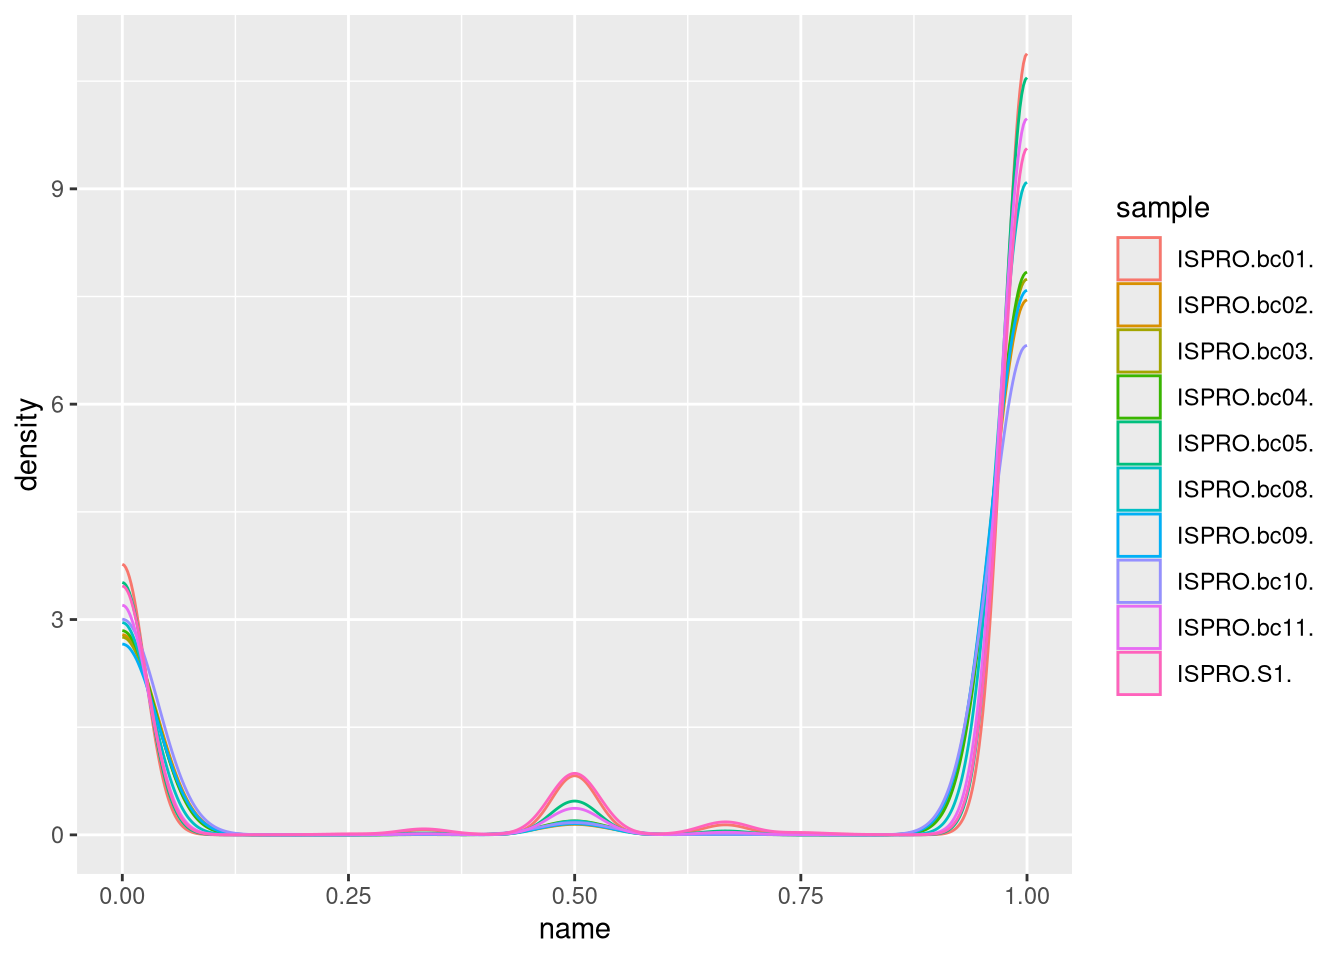 density
9
6
3
0
0.00 0.25 0.50 0.75 1.00
name
sample
ISPRO.bc01.
ISPRO.bc02.
ISPRO.bc03.
ISPRO.bc04.
ISPRO.bc05.
ISPRO.bc08.
ISPRO.bc09.
ISPRO.bc10.
ISPRO.bc11.
ISPRO.S1.